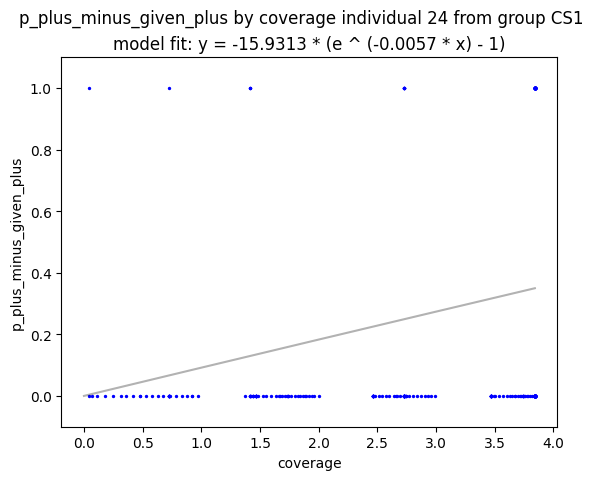 p_plus_minus_given_plus by coverage individual 24 from group CS1
model fit: y = -15.9313 * (e ^ (-0.0057 * x) - 1)
p_plus_minus_given_plus
1.0
0.8
0.6
0.4
0.2
0.0
0.0 0.5 1.0 1.5 2.0 2.5 3.0 3.5 4.0
coverage